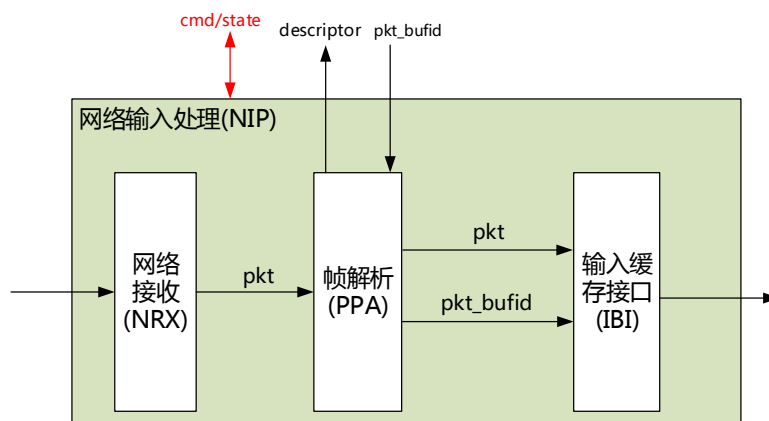 cmd/state
descriptor
pkt_bufid
网络输入处理(NIP)
网络
接收
(NRX)
pkt
帧解析
(PPA)
pkt
pkt_bufid
输入缓
存接口
(IBI)